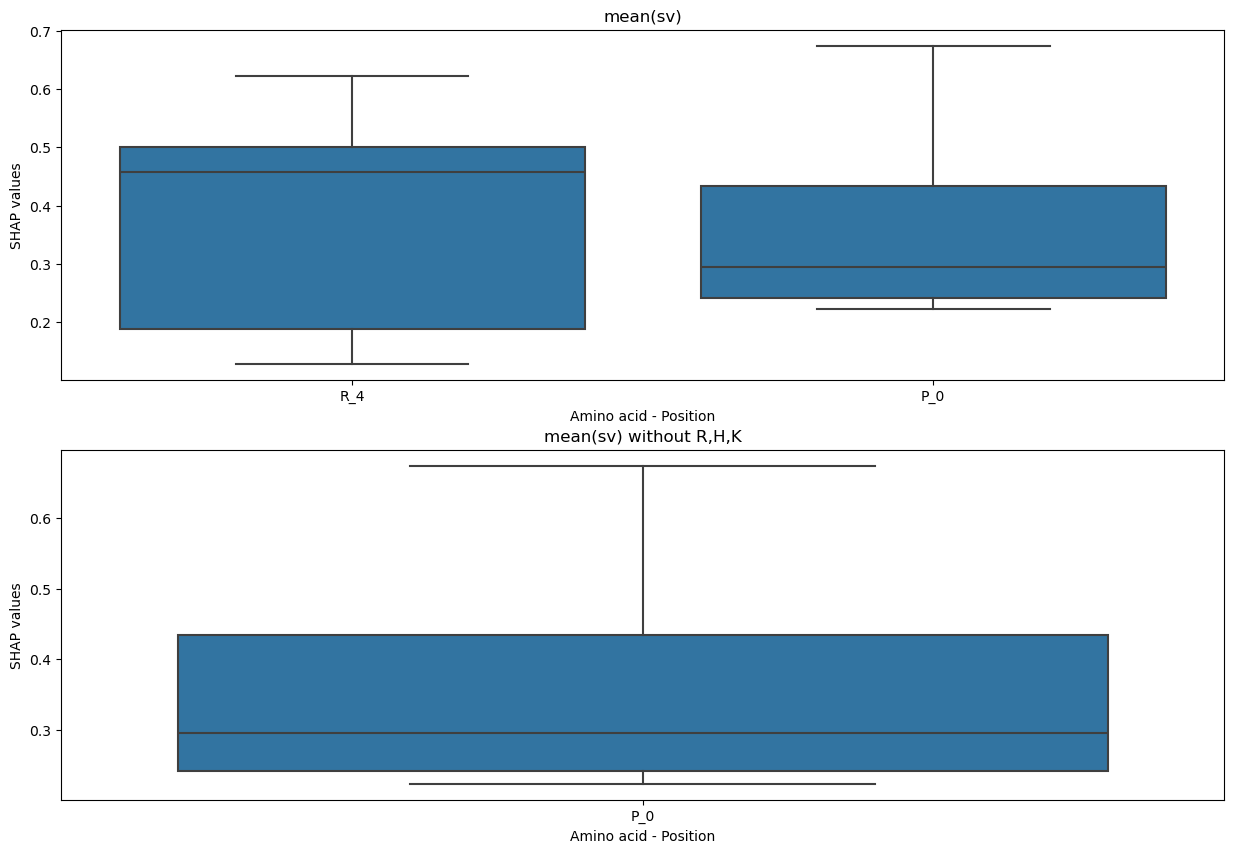 mean(sv)
0.7
0.6
0.5
0.4
0.3
0.2
SHAP values
R_4
P_0
Amino acid - Position
mean(sv) without R,H,K
0.6
0.5
0.4
0.3
SHAP values
P_0
Amino acid - Position